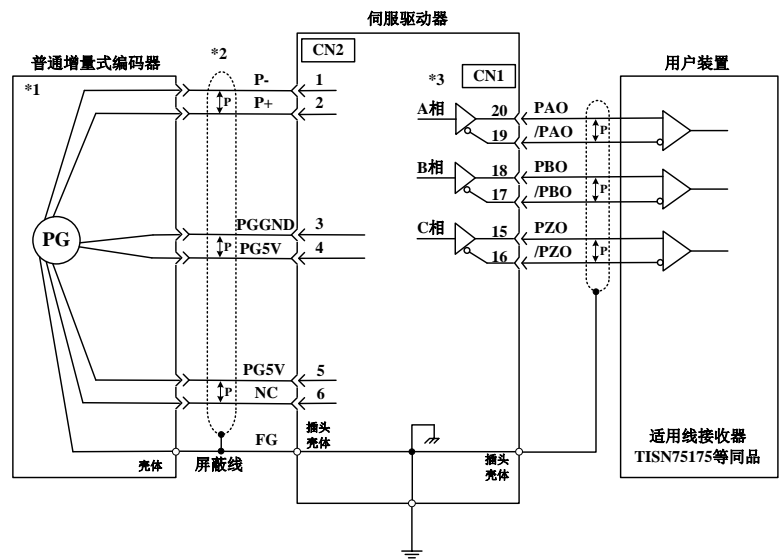 伺服驱动器
普通增量式编码器
*1
*2
CN2
P- 1
P
P+ 2
PG
PGGND 3
P
PG5V 4
PG5V 5
P
NC 6
FG
壳体
屏蔽线
插头
壳体
*3
CN1
A相
20 PAO
P
19 /PAO
B相
18 PBO
P
17 /PBO
C相
15 PZO
P
16 /PZO
插头
壳体
用户装置
适用线接收器
TISN75175等同品